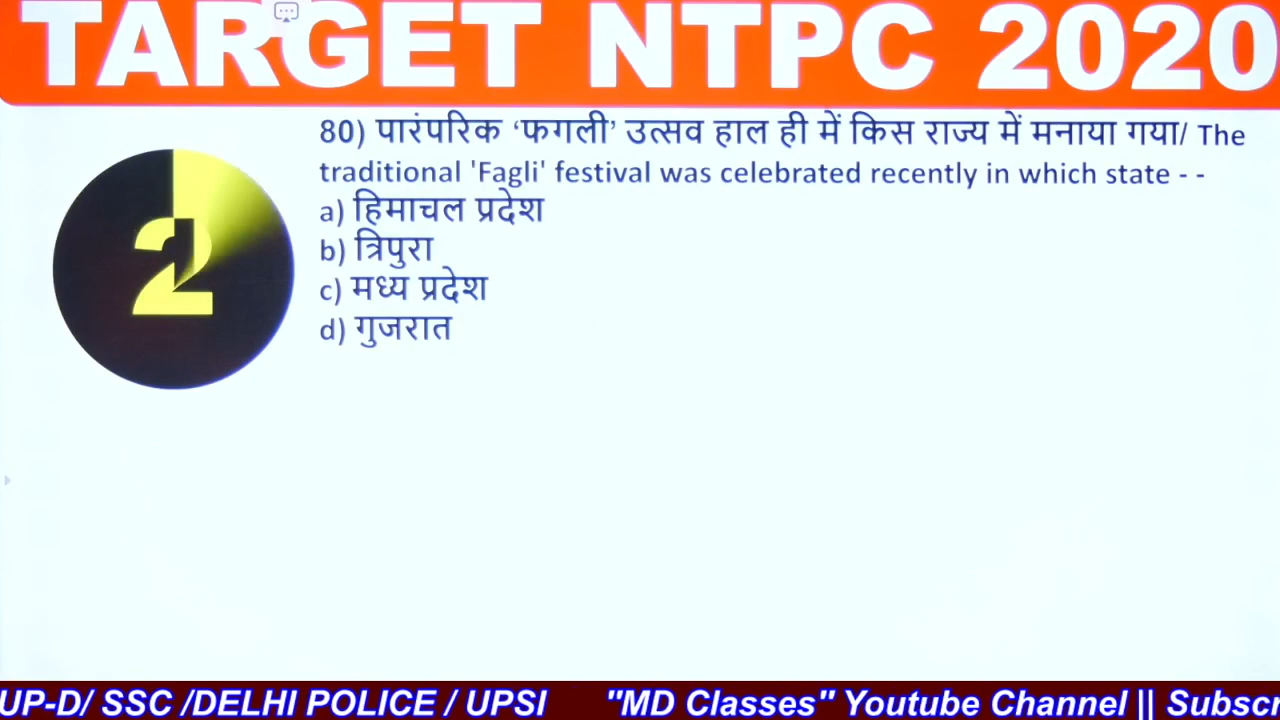 TARGET NTPC 2020
80) पारंपरिक ‘फगली’ उत्सव हाल ही में किस राज्य में मनाया गया/ The
traditional 'Fagli' festival was celebrated recently in which state - -
a) हिमाचल प्रदेश
b) त्रिपुरा
c) मध्य प्रदेश
d) गुजरात
2
UP-D/ SSC /DELHI POLICE / UPSI "MD Classes" Youtube Channel ||